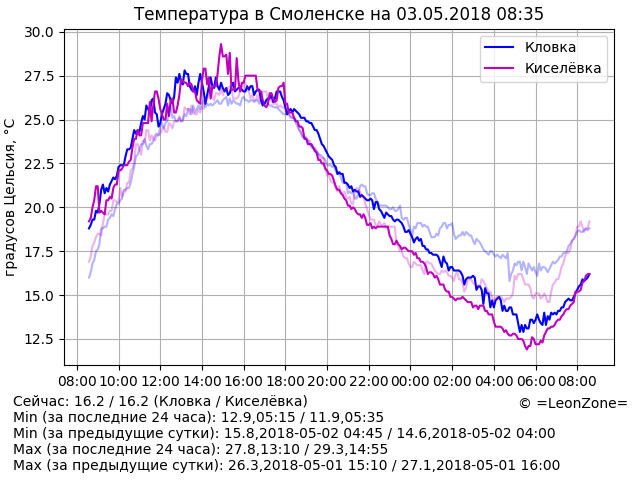 Температура в Смоленске на 03.05.2018 08:35
30.0
27.5
25.0
22.5
20.0
17.5
15.0
12.5
градусов Цельсия, °C
Кловка
Киселёвка
08:00 10:00 12:00 14:00 16:00 18:00 20:00 22:00 00:00 02:00 04:00 06:00 08:00
Сейчас: 16.2 / 16.2 (Кловка / Киселёвка)
© =LeonZone=
Min (за последние 24 часа): 12.9,05:15 / 11.9,05:35
Min (за предыдущие сутки): 15.8,2018-05-02 04:45 / 14.6,2018-05-02 04:00
Max (за последние 24 часа): 27.8,13:10 / 29.3,14:55
Max (за предыдущие сутки): 26.3,2018-05-01 15:10 / 27.1,2018-05-01 16:00